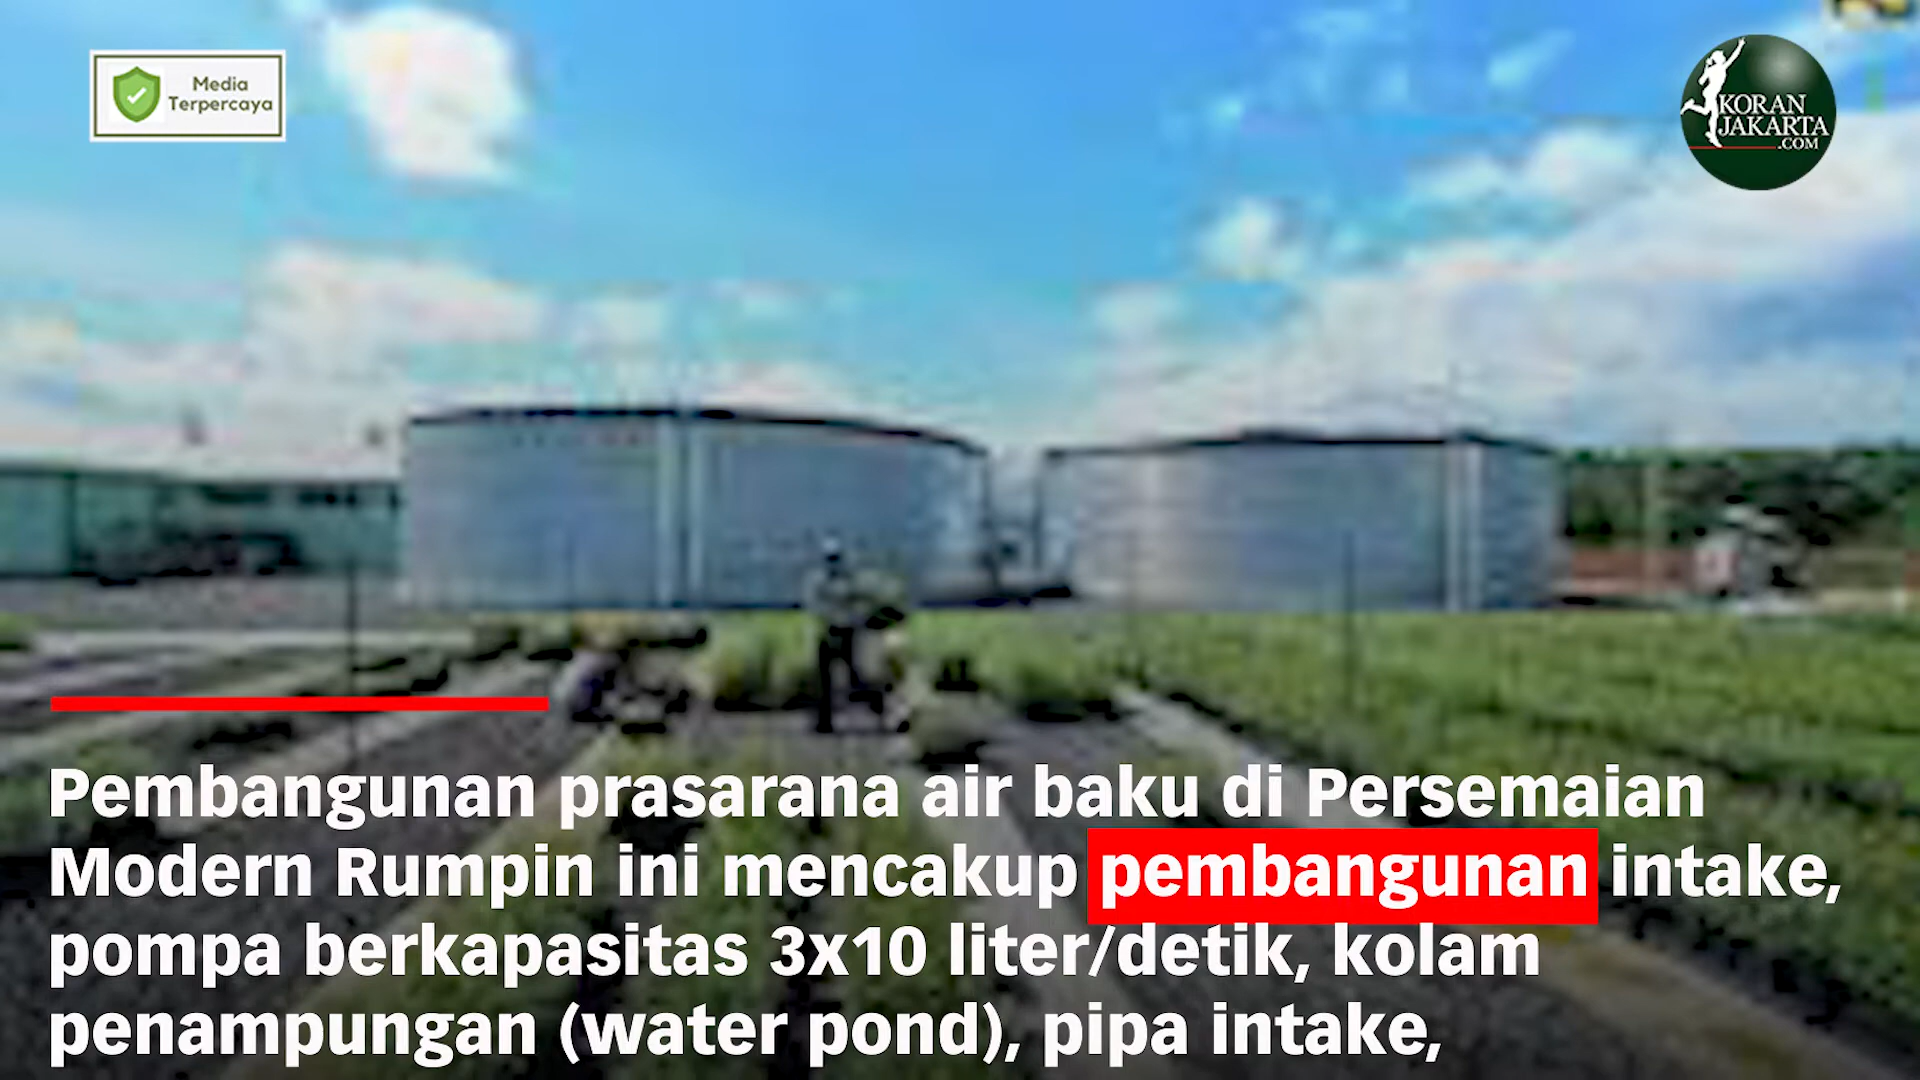 Media
Terpercaya
KORAN
JAKARTA
.COM
Pembangunan prasarana air baku di Persemaian
Modern Rumpin ini mencakup pembangunan intake,
pompa berkapasitas 3x10 liter/detik, kolam
penampungan (water pond), pipa intake,